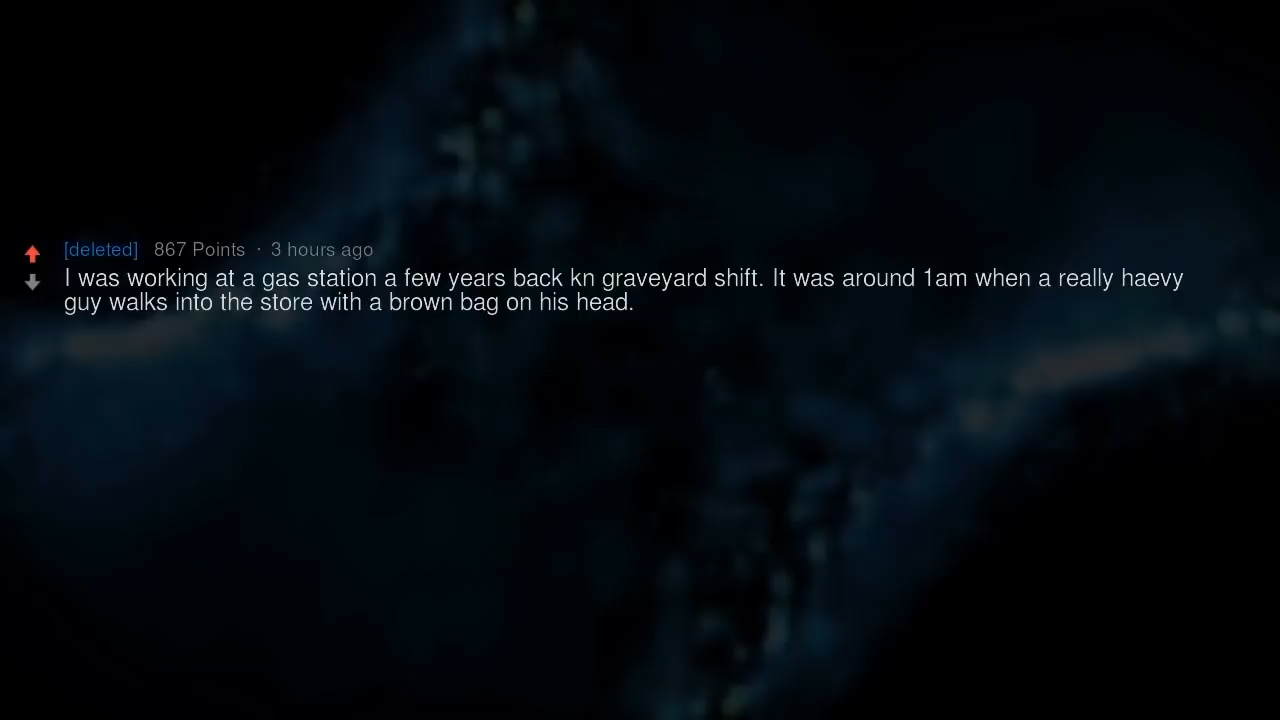 [deleted] 867 Points · 3 hours ago
I was working at a gas station a few years back kn graveyard shift. It was around 1am when a really haevy
guy walks into the store with a brown bag on his head.